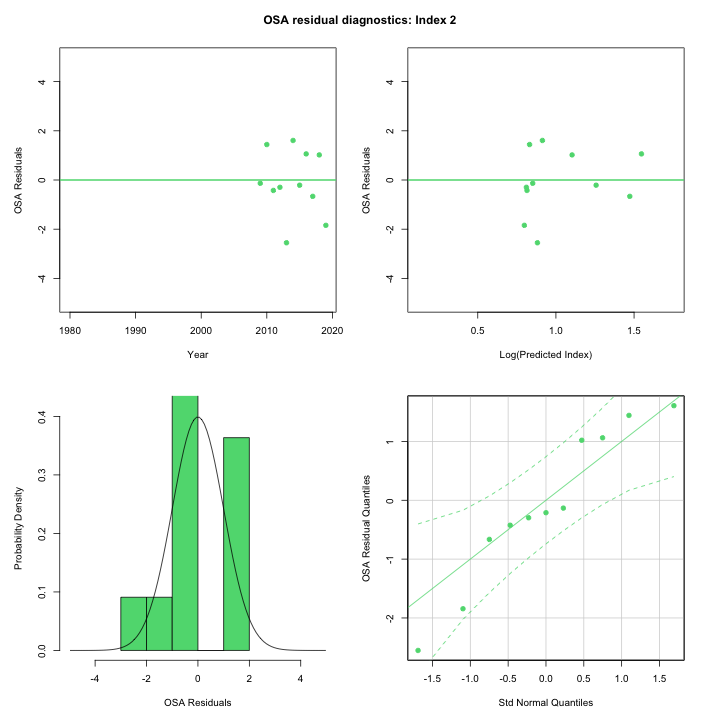 OSA residual diagnostics: Index 2
OSA Residuals
4
2
0
-2
-4
1980 1990 2000 2010 2020
Year
OSA Residuals
4
2
0
-2
-4
0.5 1.0 1.5
Log(Predicted Index)
Probability Density
0.4
0.3
0.2
0.1
0.0
-4 -2 0 2 4
OSA Residuals
OSA Residual Quantiles
1
0
-1
-2
-1.5 -1.0 -0.5 0.0 0.5 1.0 1.5
Std Normal Quantiles